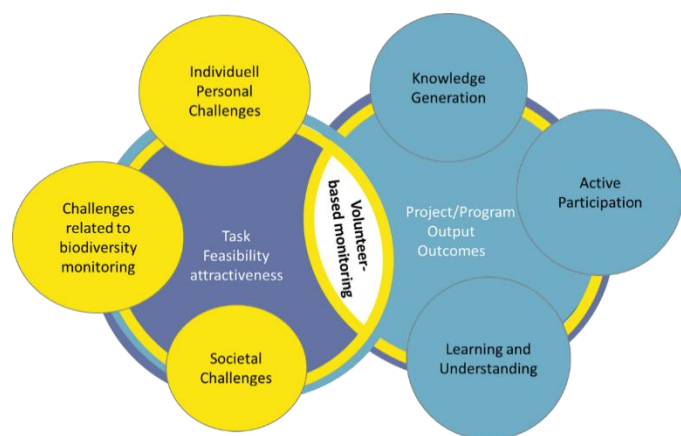 Individuell
Personal
Challenges
Challenges
related to
biodiversity
monitoring
Task
Feasibility
attractiveness
Societal
Challenges
Volunteer-
based monitoring
Knowledge
Generation
Active
Participation
Project/Program
Output
Outcomes
Learning and
Understanding